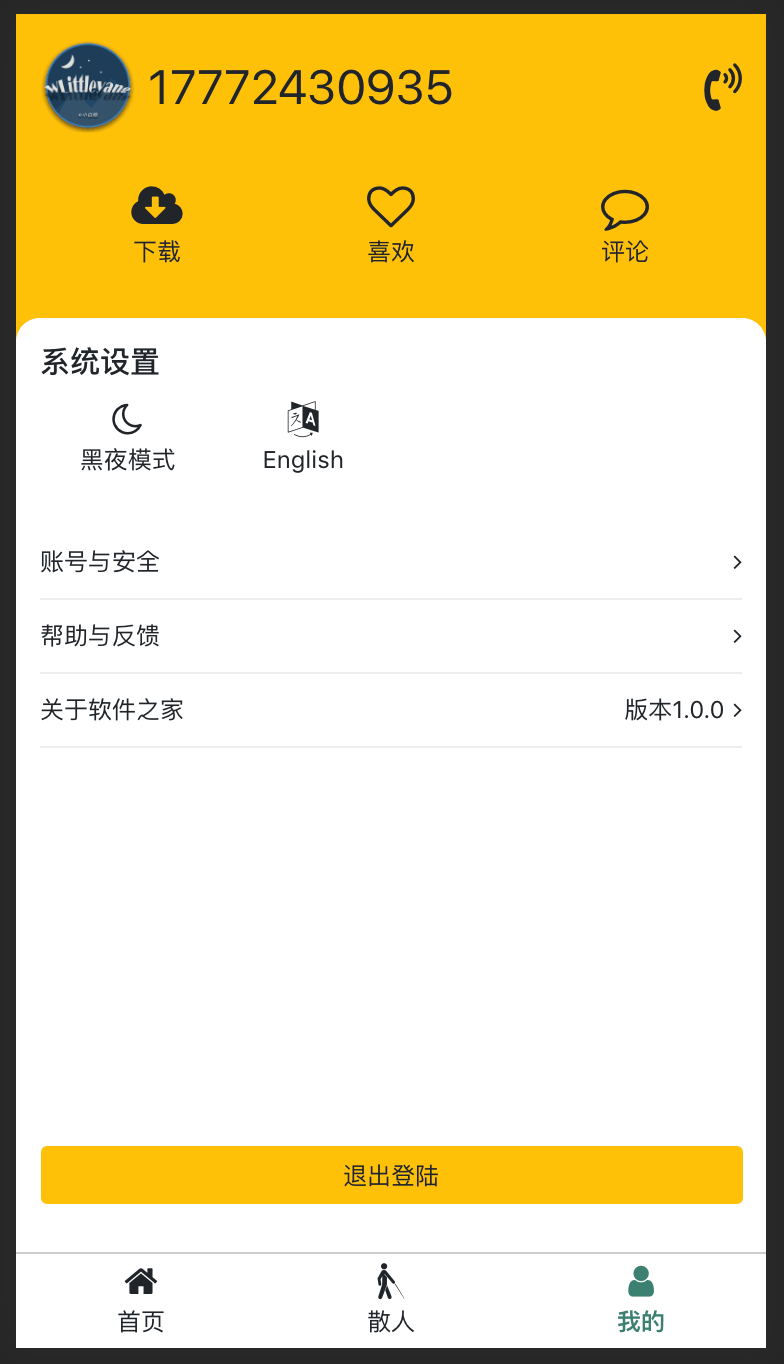 wLittlevane
17772430935
下载
喜欢
评论
系统设置
黑夜模式
English
账号与安全
帮助与反馈
关于软件之家
版本1.0.0
退出登陆
首页
散人
我的